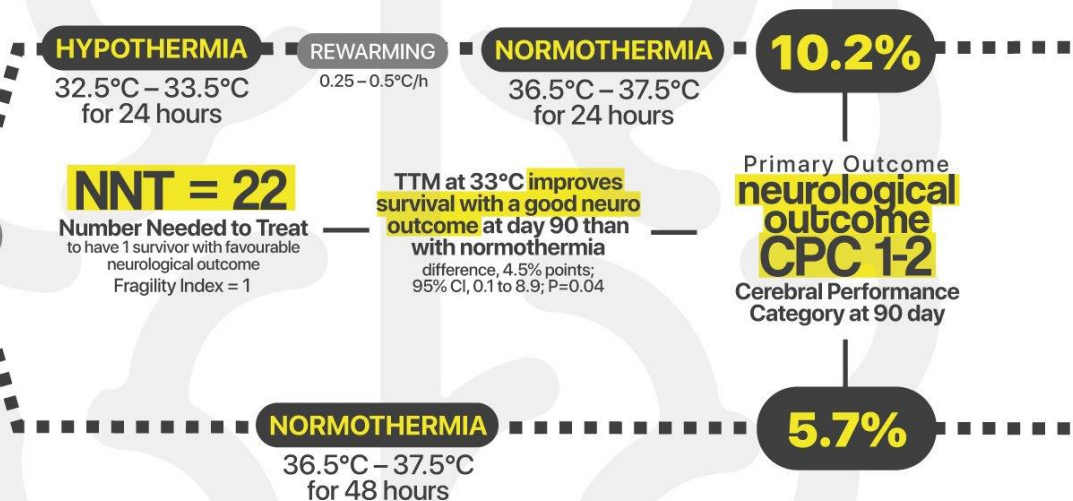 HYPOTHERMIA
32.5°C – 33.5°C
for 24 hours
REWARMING
0.25 – 0.5°C/h
NORMOTHERMIA
36.5°C – 37.5°C
for 24 hours
10.2%
NNT = 22
Number Needed to Treat
to have 1 survivor with favourable
neurological outcome
Fragility Index = 1
TTM at 33°C improves
survival with a good neuro
outcome at day 90 than
with normothermia
difference, 4.5% points;
95% CI, 0.1 to 8.9; P=0.04
Primary Outcome
neurological
outcome
CPC 1-2
Cerebral Performance
Category at 90 day
NORMOTHERMIA
36.5°C – 37.5°C
for 48 hours
5.7%